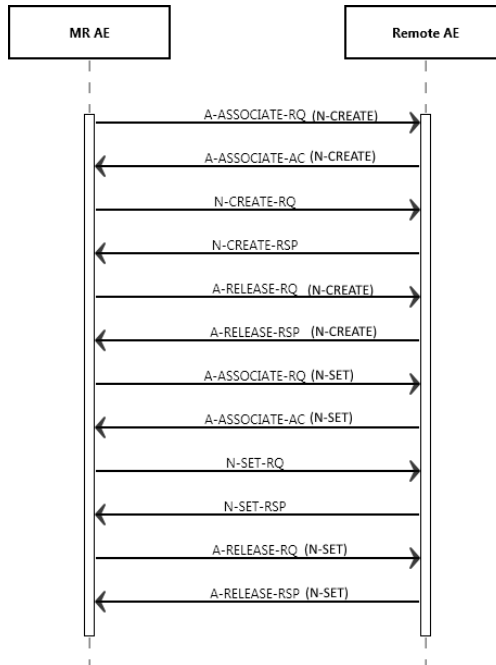 MR AE
Remote AE
A-ASSOCIATE-RQ (N-CREATE)
A-ASSOCIATE-AC (N-CREATE)
N-CREATE-RQ
N-CREATE-RSP
A-RELEASE-RQ (N-CREATE)
A-RELEASE-RSP (N-CREATE)
A-ASSOCIATE-RQ (N-SET)
A-ASSOCIATE-AC (N-SET)
N-SET-RQ
N-SET-RSP
A-RELEASE-RQ (N-SET)
A-RELEASE-RSP (N-SET)